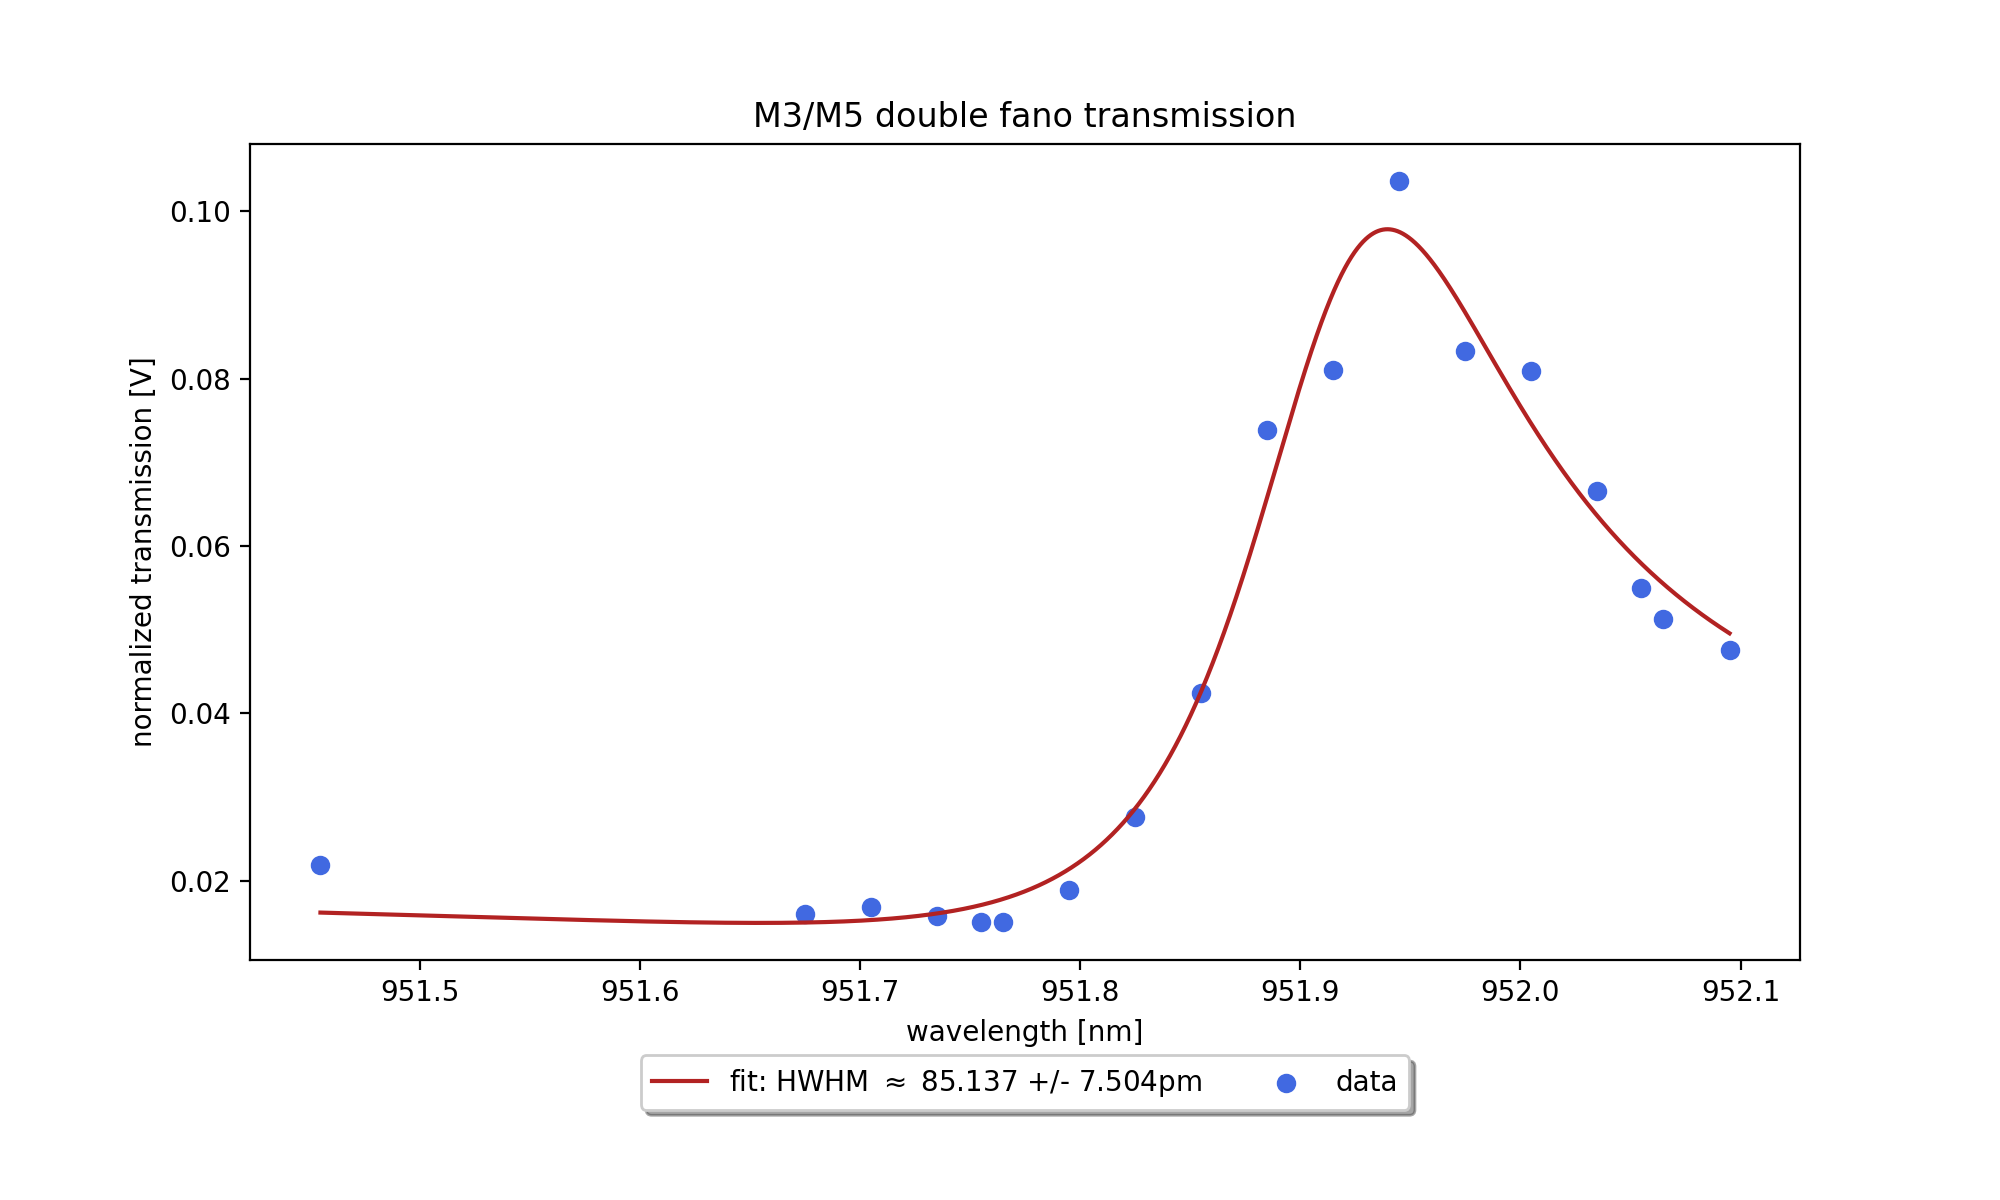 M3/M5 double fano transmission
normalized transmission [V]
0.10
0.08
0.06
0.04
0.02
951.5 951.6 951.7 951.8 951.9 952.0 952.1
wavelength [nm]
fit: HWHM ≈ 85.137 +/- 7.504pm data